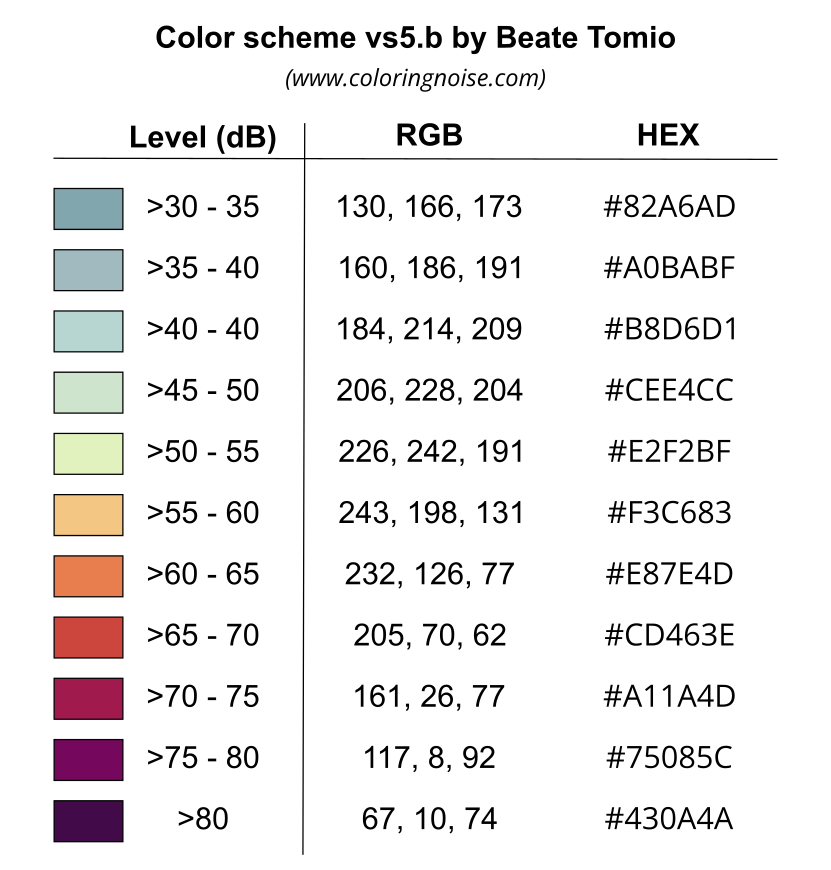 Color scheme vs5.b by Beate Tomio
(www.coloringnoise.com)
Level (dB) RGB HEX
>30 - 35 130, 166, 173 #82A6AD
>35 - 40 160, 186, 191 #A0BABF
>40 - 40 184, 214, 209 #B8D6D1
>45 - 50 206, 228, 204 #CEE4CC
>50 - 55 226, 242, 191 #E2F2BF
>55 - 60 243, 198, 131 #F3C683
>60 - 65 232, 126, 77 #E87E4D
>65 - 70 205, 70, 62 #CD463E
>70 - 75 161, 26, 77 #A11A4D
>75 - 80 117, 8, 92 #75085C
>80 67, 10, 74 #430A4A